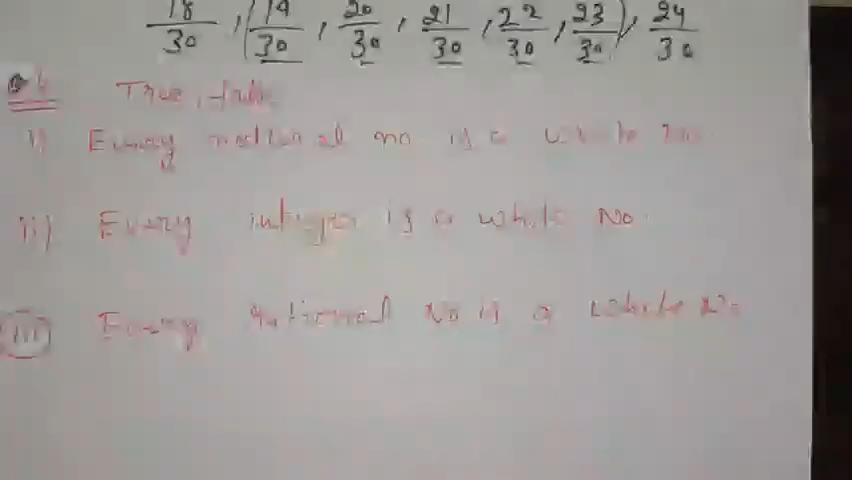 18/30, (19/30, 20/30, 21/30, 22/30, 23/30), 24/30
True, false
i) Every natural no is a whole no
ii) Every integer is a whole No.
(iii) Every rational No is a whole No